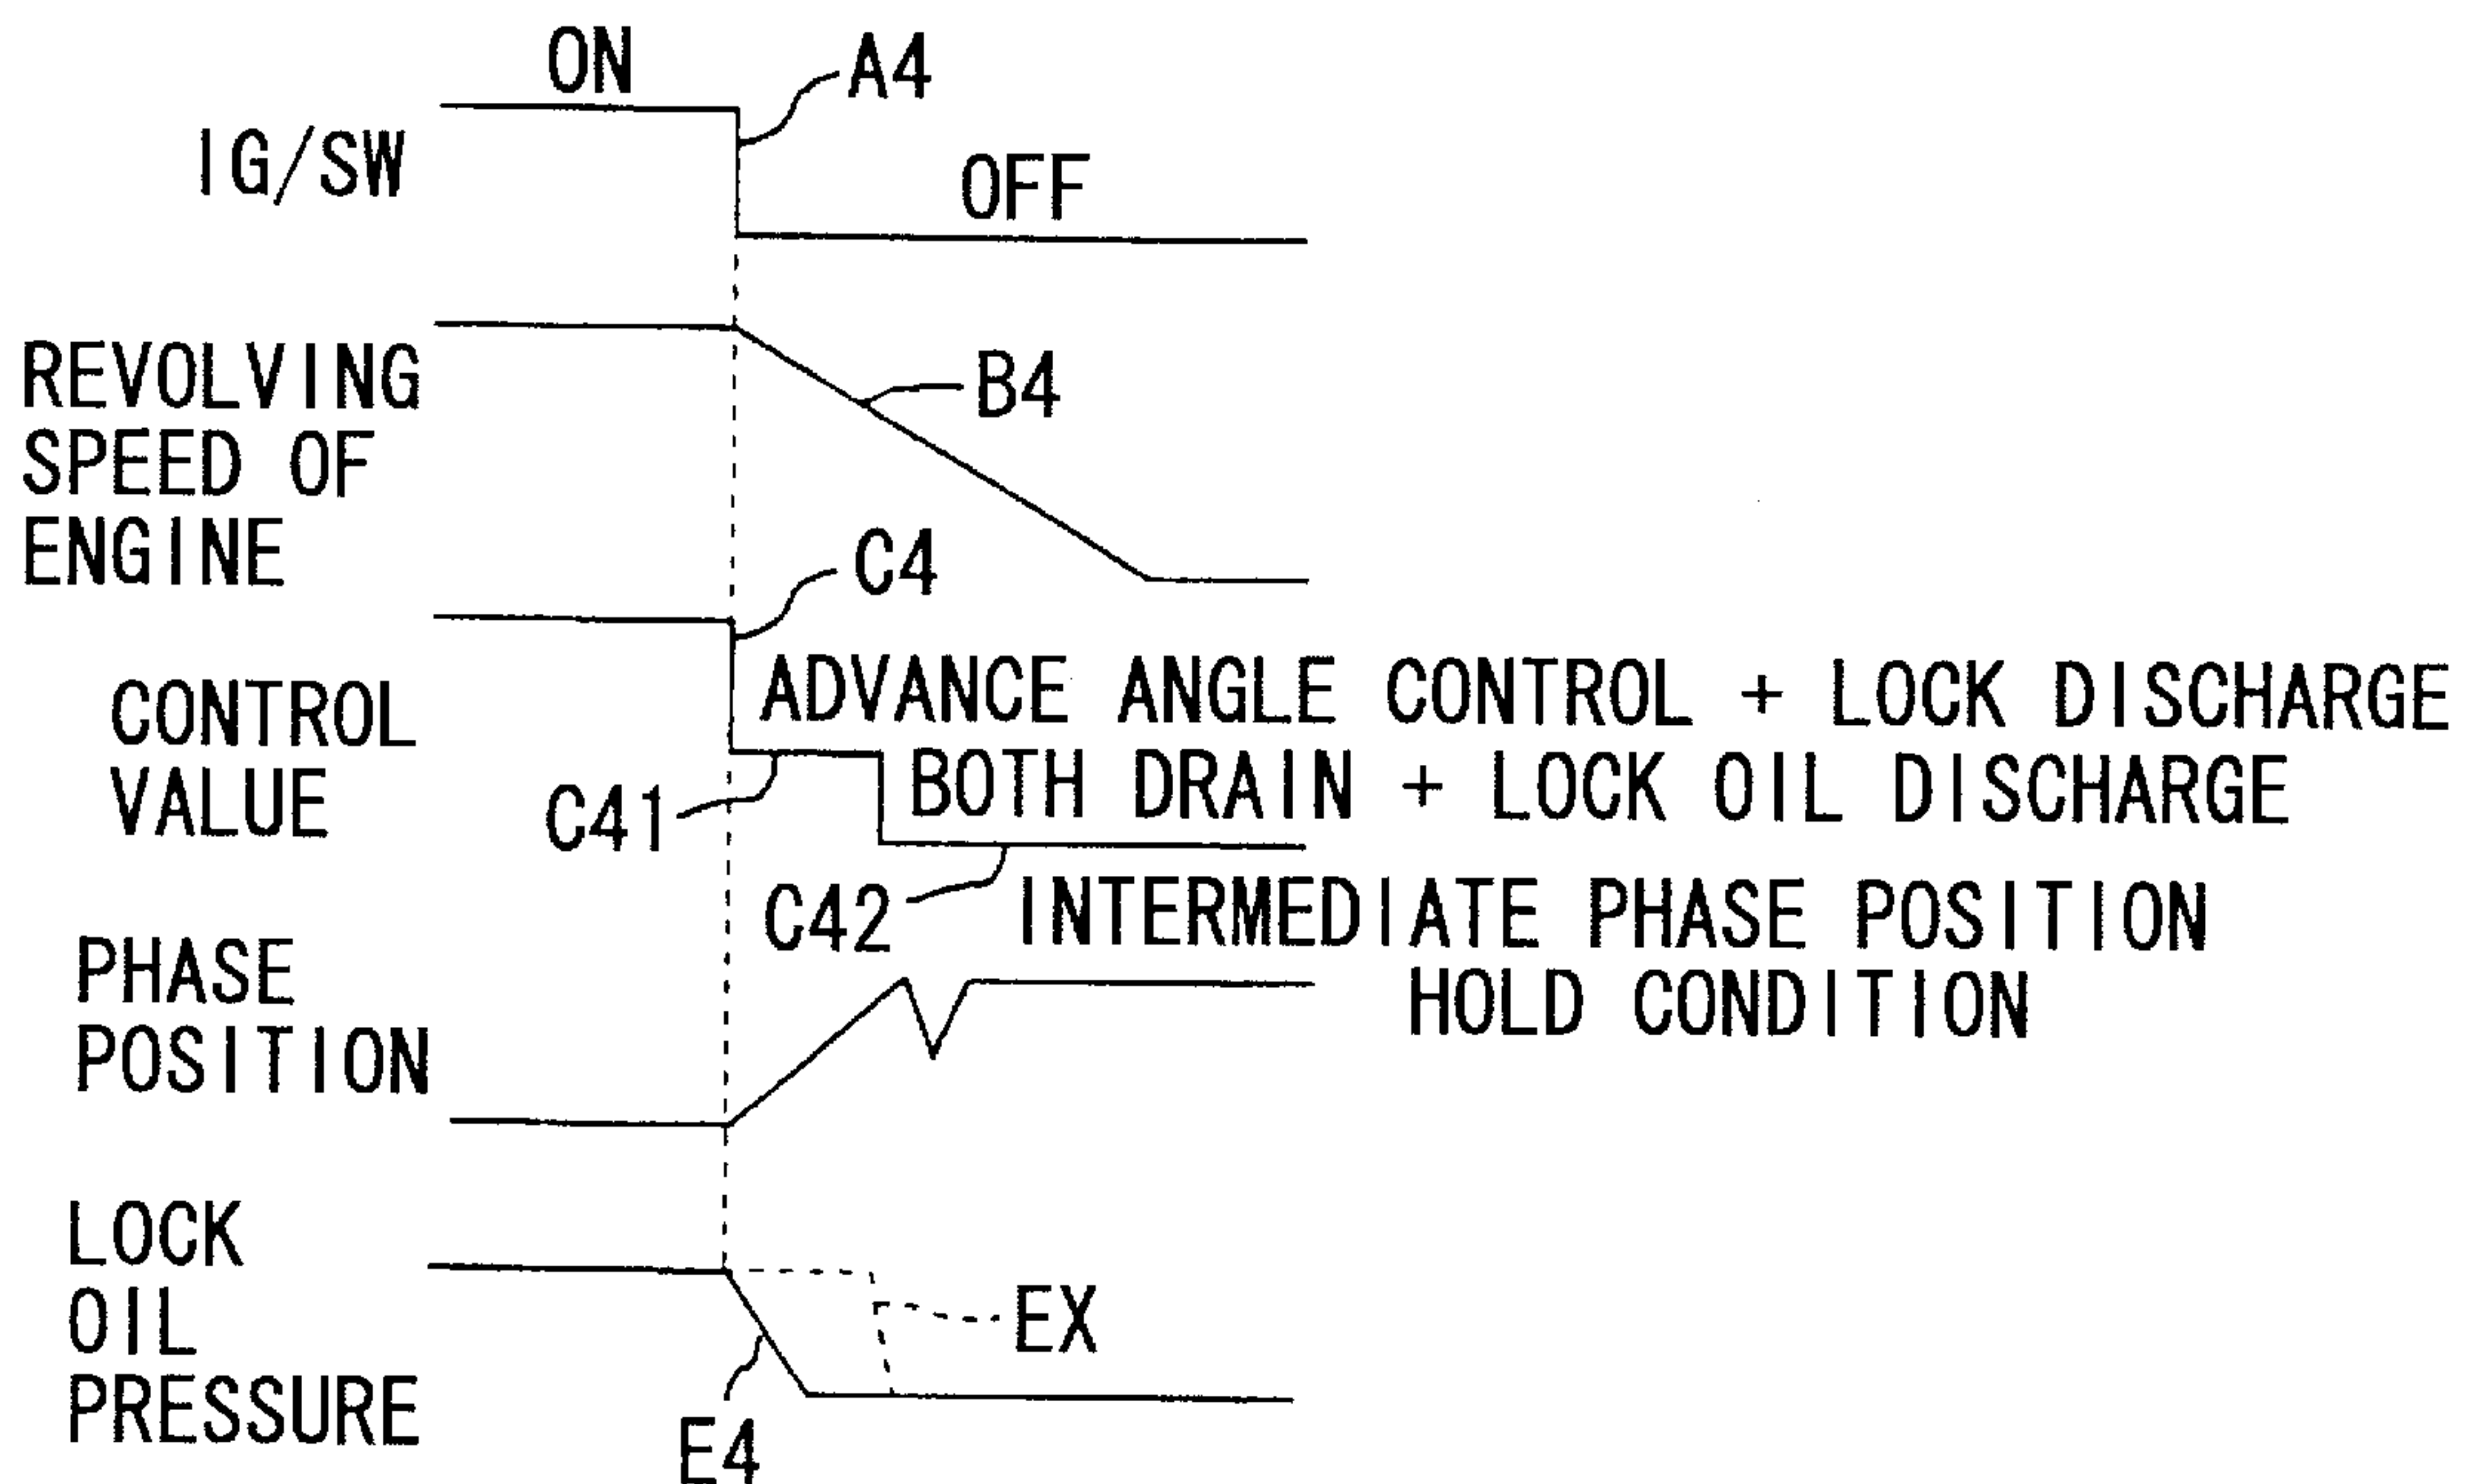 ON
A4
IG/SW
OFF
REVOLVING
SPEED OF
ENGINE
B4
C4
CONTROL
VALUE
ADVANCE ANGLE CONTROL + LOCK DISCHARGE
BOTH DRAIN + LOCK OIL DISCHARGE
C41
C42
INTERMEDIATE PHASE POSITION
HOLD CONDITION
PHASE
POSITION
LOCK
OIL
PRESSURE
EX
E4